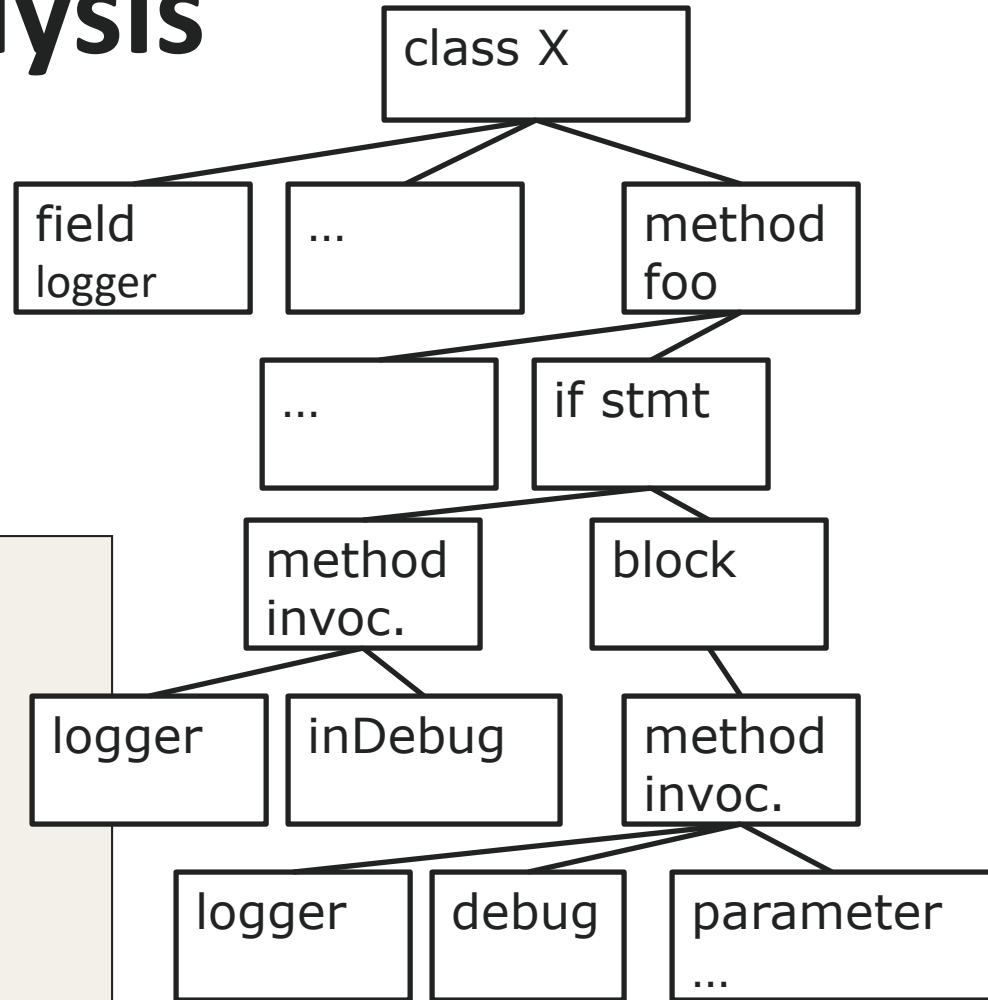 lysis
class X
field
logger
...
method
foo
...
if stmt
method
invoc.
block
logger
inDebug
method
invoc.
logger
debug
parameter
...